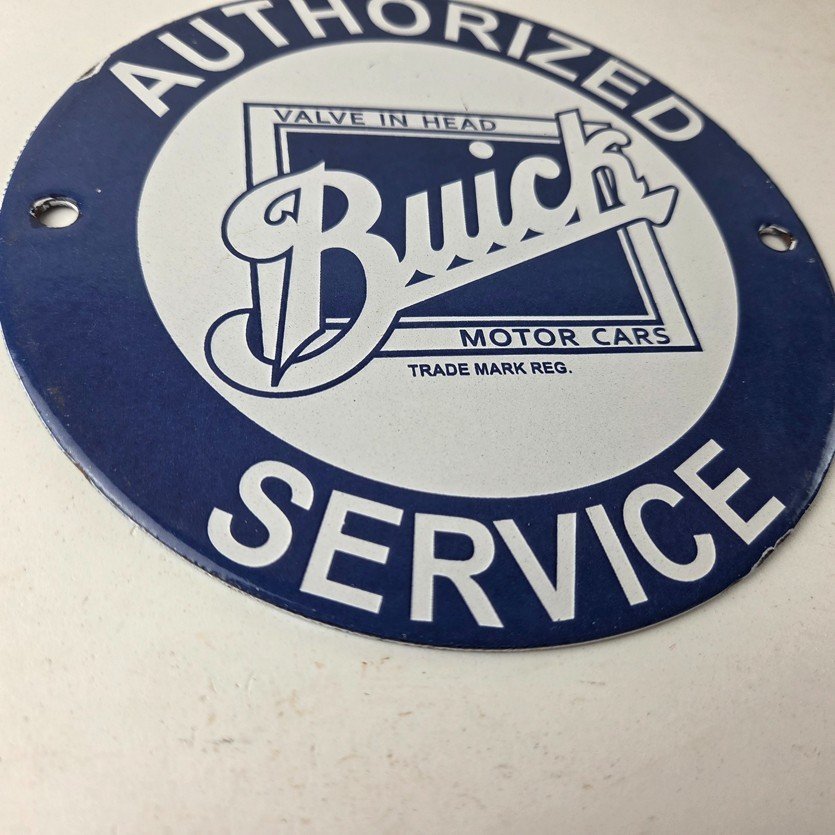 AUTHORIZED
VALVE IN HEAD
Buick
MOTOR CARS
TRADE MARK REG.
SERVICE